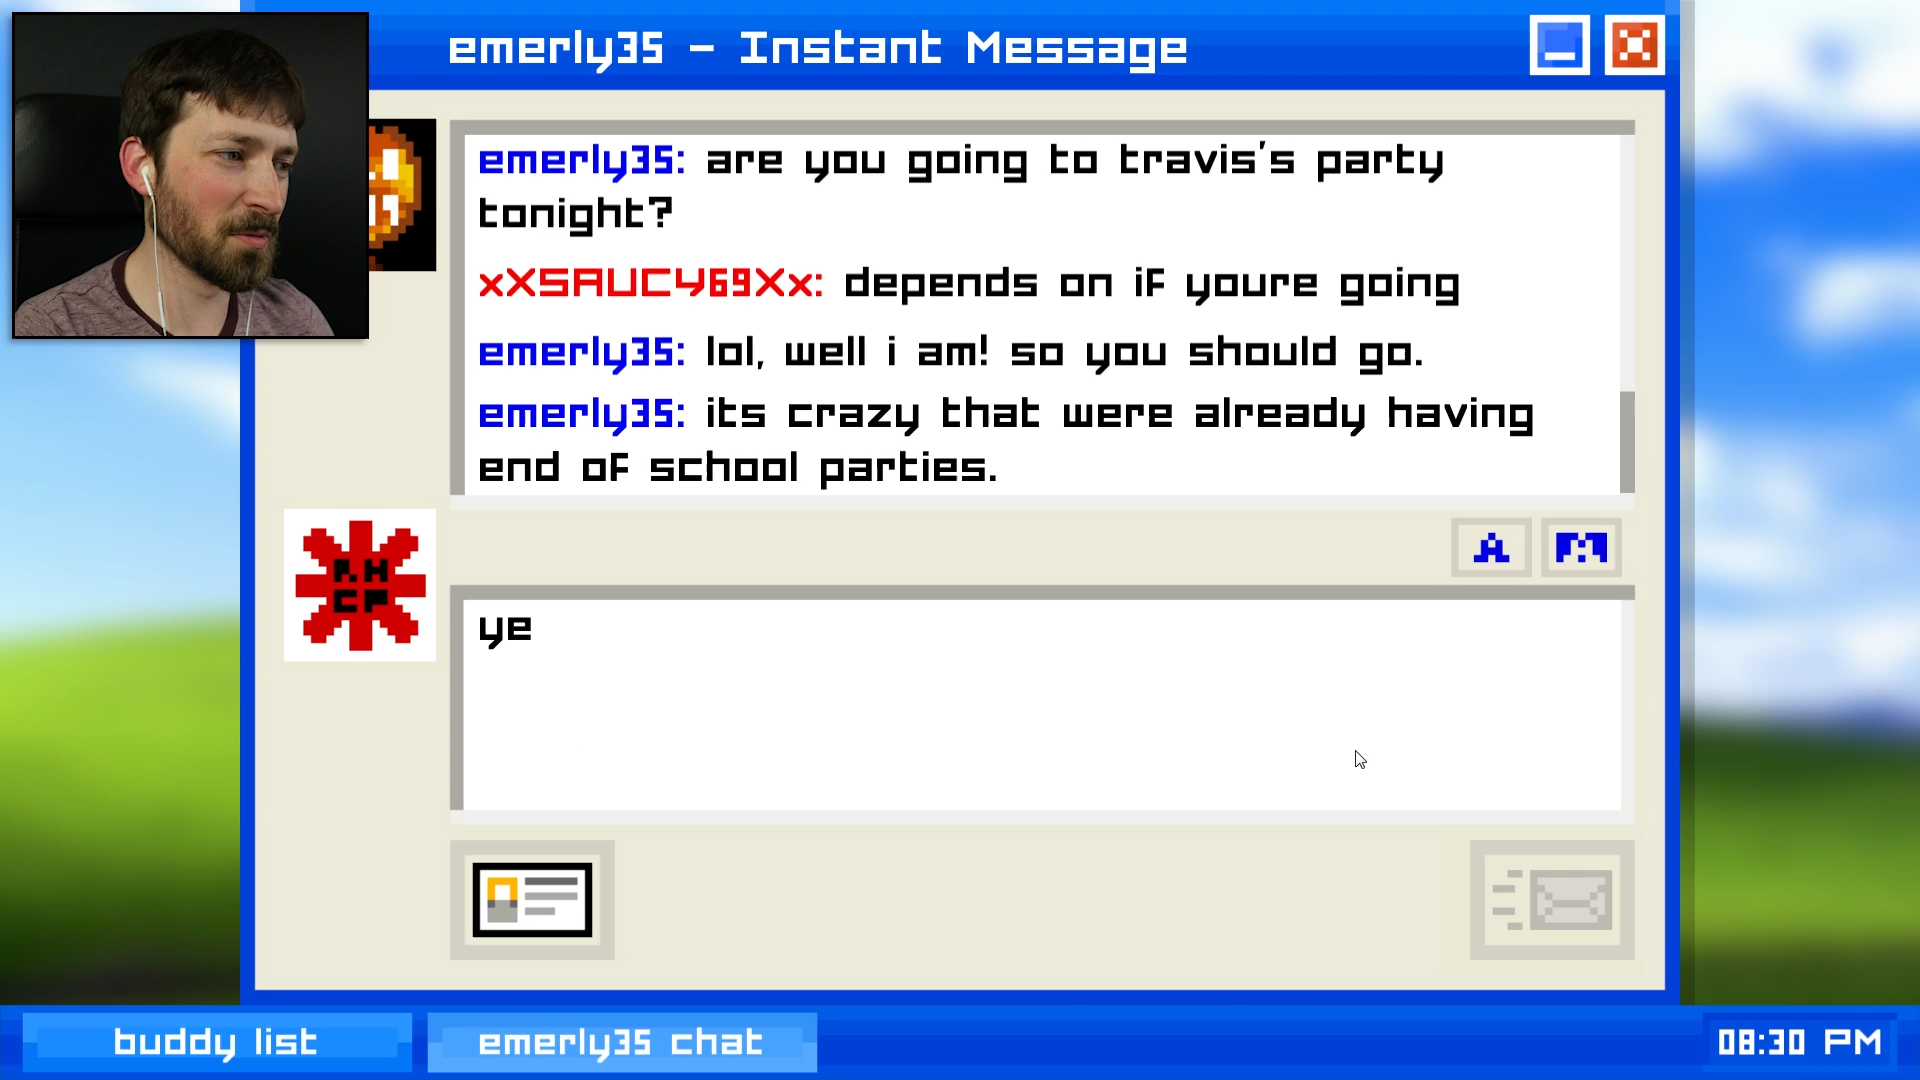 emerly35 - Instant Message
emerly35: are you going to travis's party
tonight?
xXSAUCY69Xx: depends on if youre going
emerly35: lol, well i am! so you should go.
emerly35: its crazy that were already having
end of school parties.
A M
RH
CP
ye
buddy list
emerly35 chat
08:30 PM